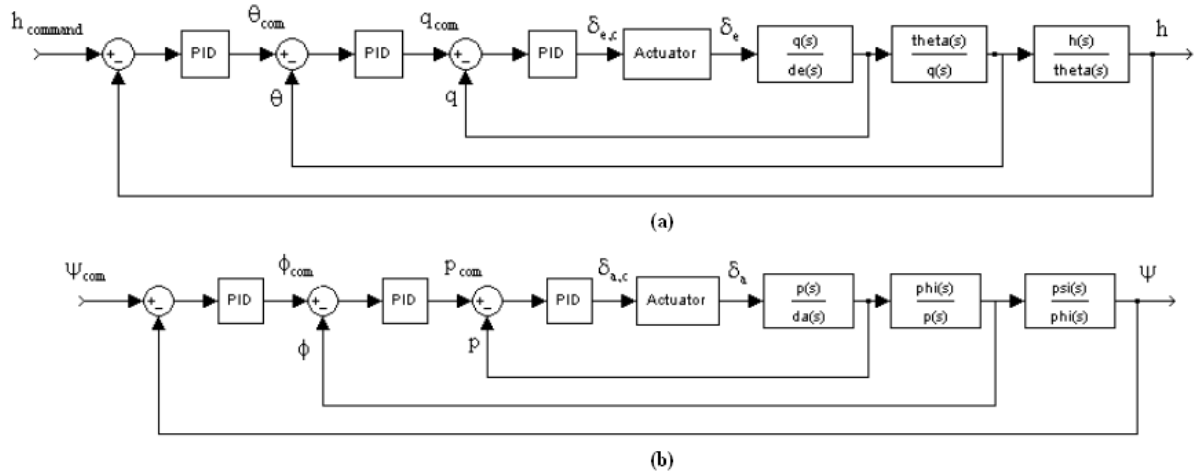 h command
θcom
qcom
δe,c
δe
h
+
−
PID
+
−
PID
+
−
PID
Actuator
q(s)
de(s)
theta(s)
q(s)
h(s)
theta(s)
θ
q
(a)
Ψcom
ϕcom
pcom
δa,c
δa
Ψ
+
−
PID
+
−
PID
+
−
PID
Actuator
p(s)
da(s)
phi(s)
p(s)
psi(s)
phi(s)
ϕ
p
(b)